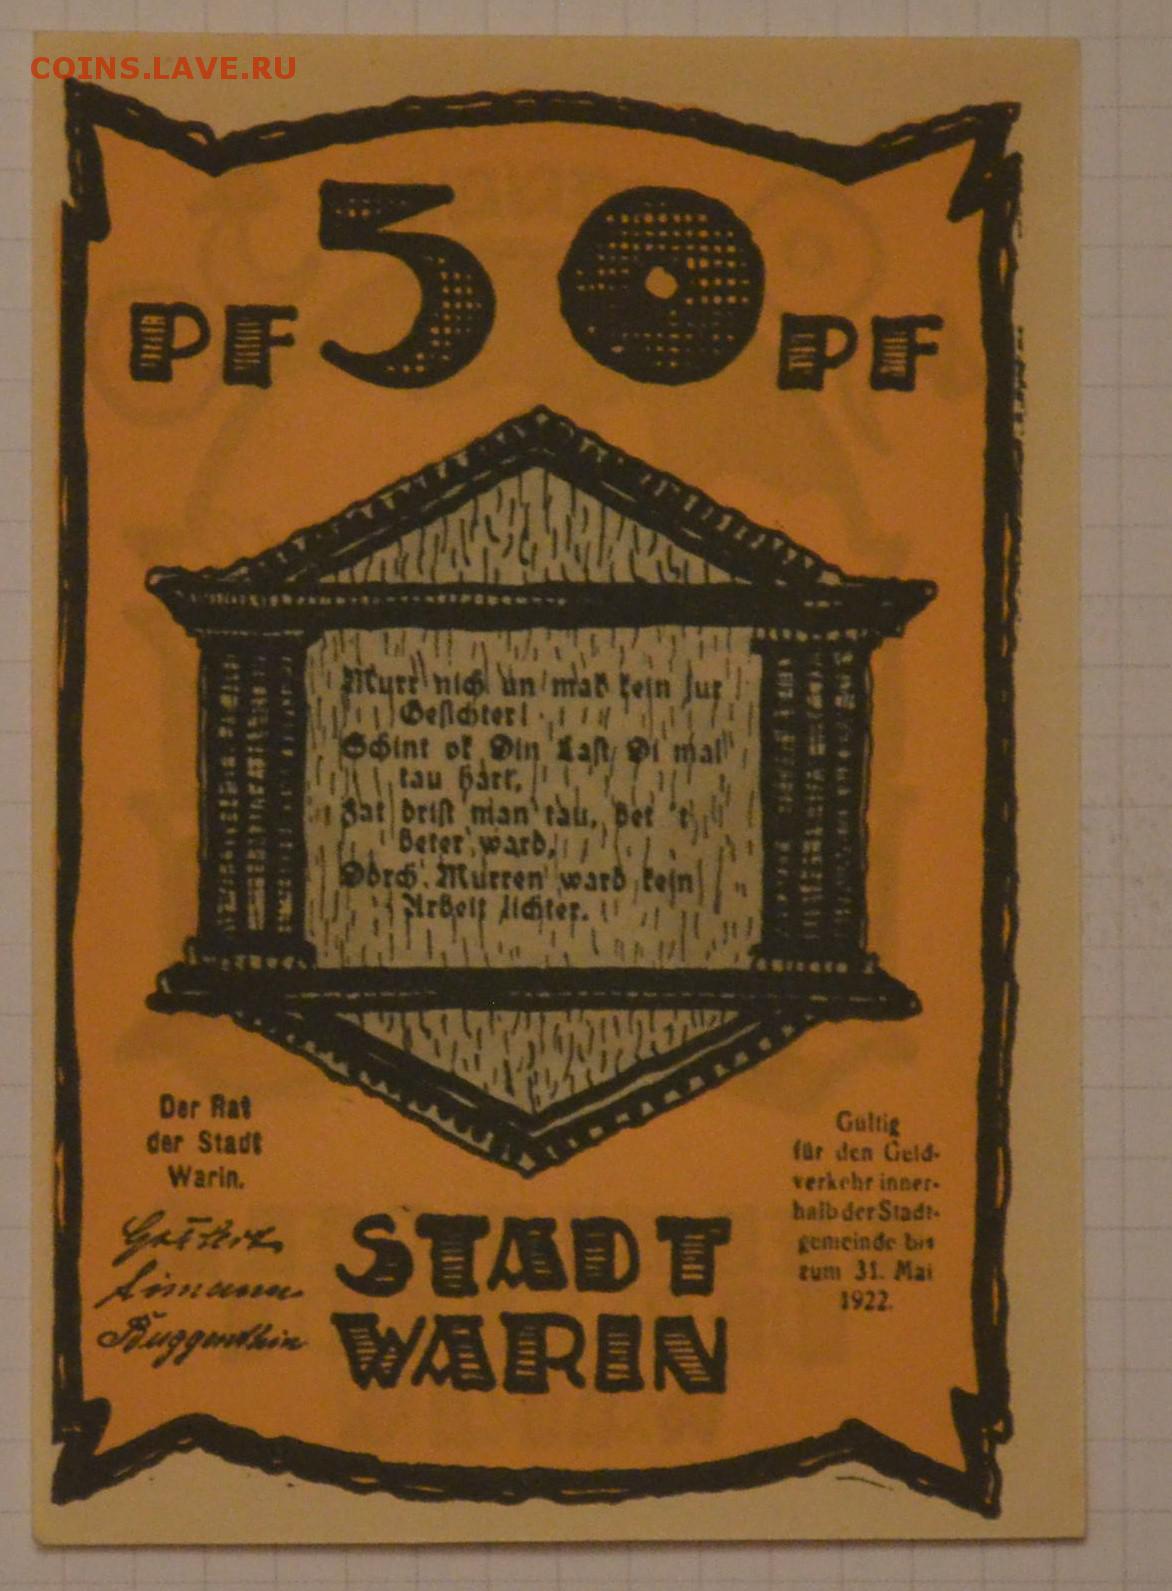 COINS.LAVE.RU
PF 50 PF
Murr nich un mak kein sur
Gesichter!
Schint ok Din Last Di mal
tau hart,
Fat drist man tau, bet 't
beter ward,
Dörch Murren ward kein
Arbeit lichter.
Der Rat
der Stadt
Warin.
STADT
WARIN
Gültig
für den Geld-
verkehr inner-
halb der Stadt-
gemeinde bis
zum 31. Mai
1922.